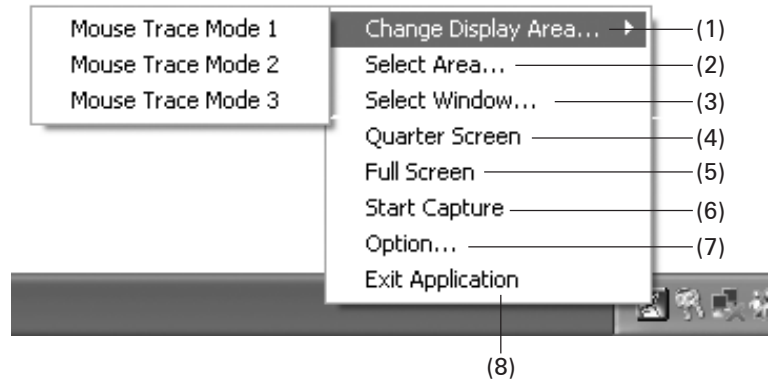 Mouse Trace Mode 1
Mouse Trace Mode 2
Mouse Trace Mode 3
Change Display Area... (1)
Select Area... (2)
Select Window... (3)
Quarter Screen (4)
Full Screen (5)
Start Capture (6)
Option... (7)
Exit Application
(8)